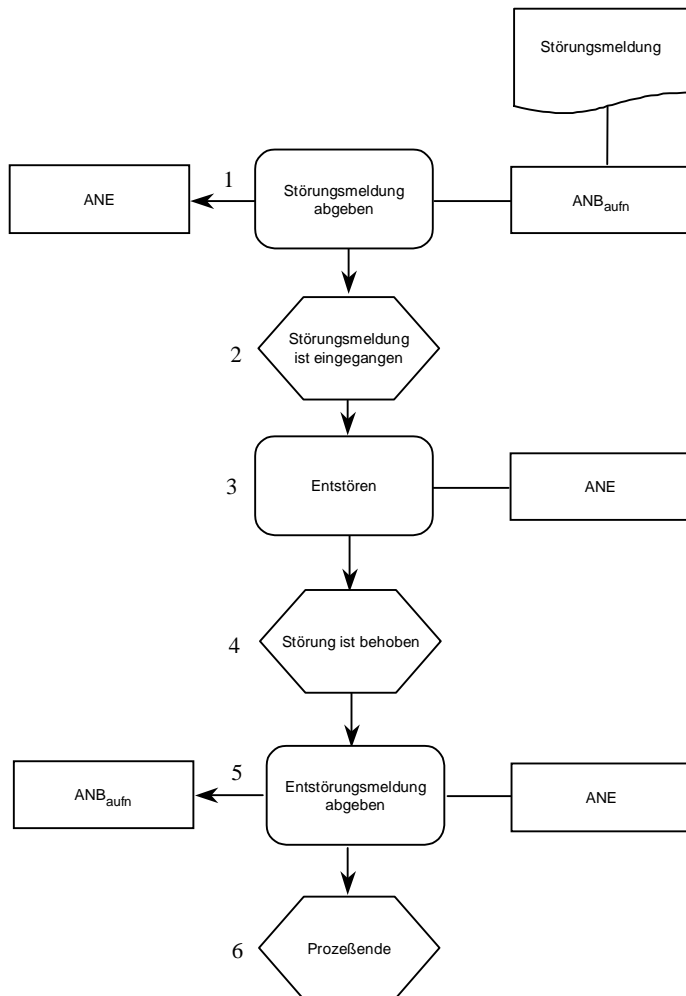 Störungsmeldung
1
ANE
Störungsmeldung
abgeben
ANBaufn
2
Störungsmeldung
ist eingegangen
3
Entstören
ANE
4
Störung ist behoben
5
ANBaufn
Entstörungsmeldung
abgeben
ANE
6
Prozeßende